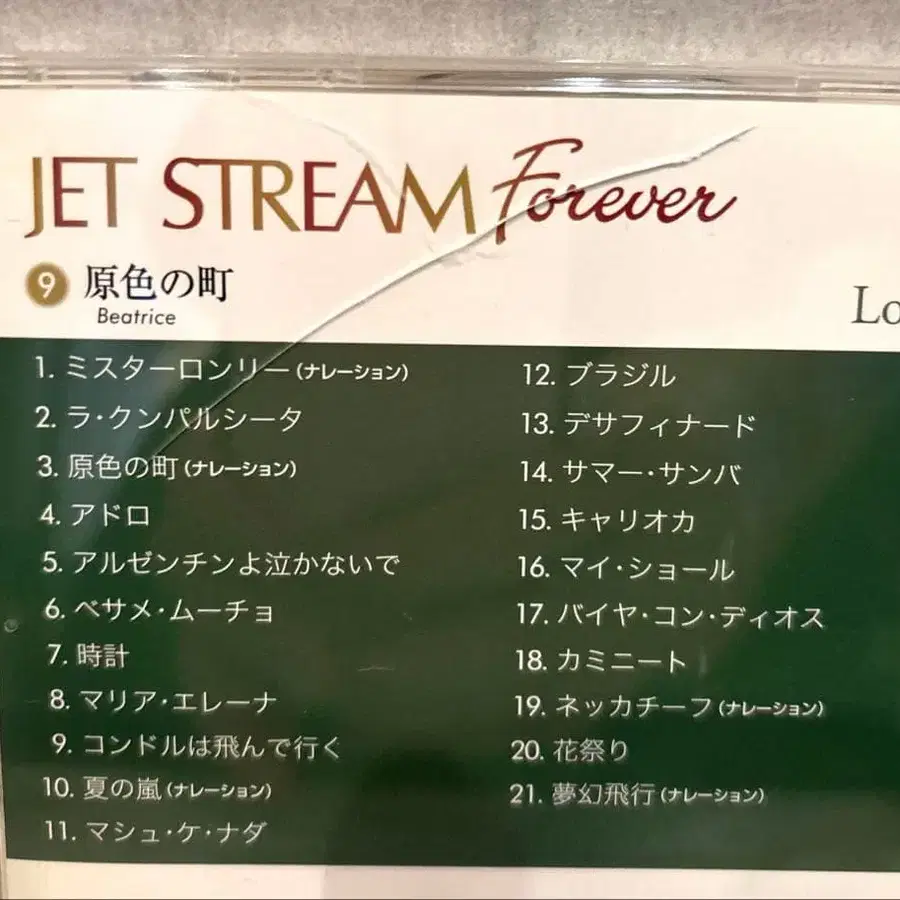 JET STREAM Forever
9 原色の町
Beatrice
1. ミスターロンリー(ナレーション)
2. ラ・クンパルシータ
3. 原色の町(ナレーション)
4. アドロ
5. アルゼンチンよ泣かないで
6. ベサメ・ムーチョ
7. 時計
8. マリア・エレーナ
9. コンドルは飛んで行く
10. 夏の嵐(ナレーション)
11. マシュ・ケ・ナダ
12. ブラジル
13. デサフィナード
14. サマー・サンバ
15. キャリオカ
16. マイ・ショール
17. バイヤ・コン・ディオス
18. カミニート
19. ネッカチーフ(ナレーション)
20. 花祭り
21. 夢幻飛行(ナレーション)